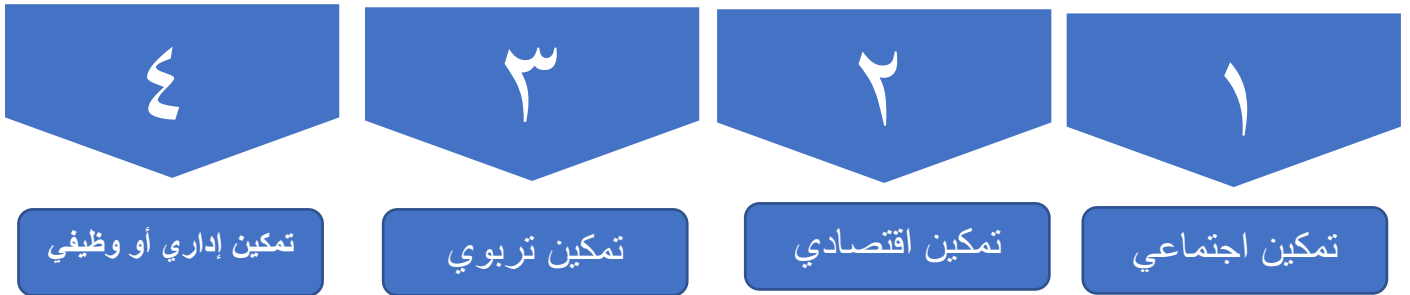 ١
٢
٣
٤
تمكين اجتماعي
تمكين اقتصادي
تمكين تربوي
تمكين إداري أو وظيفي